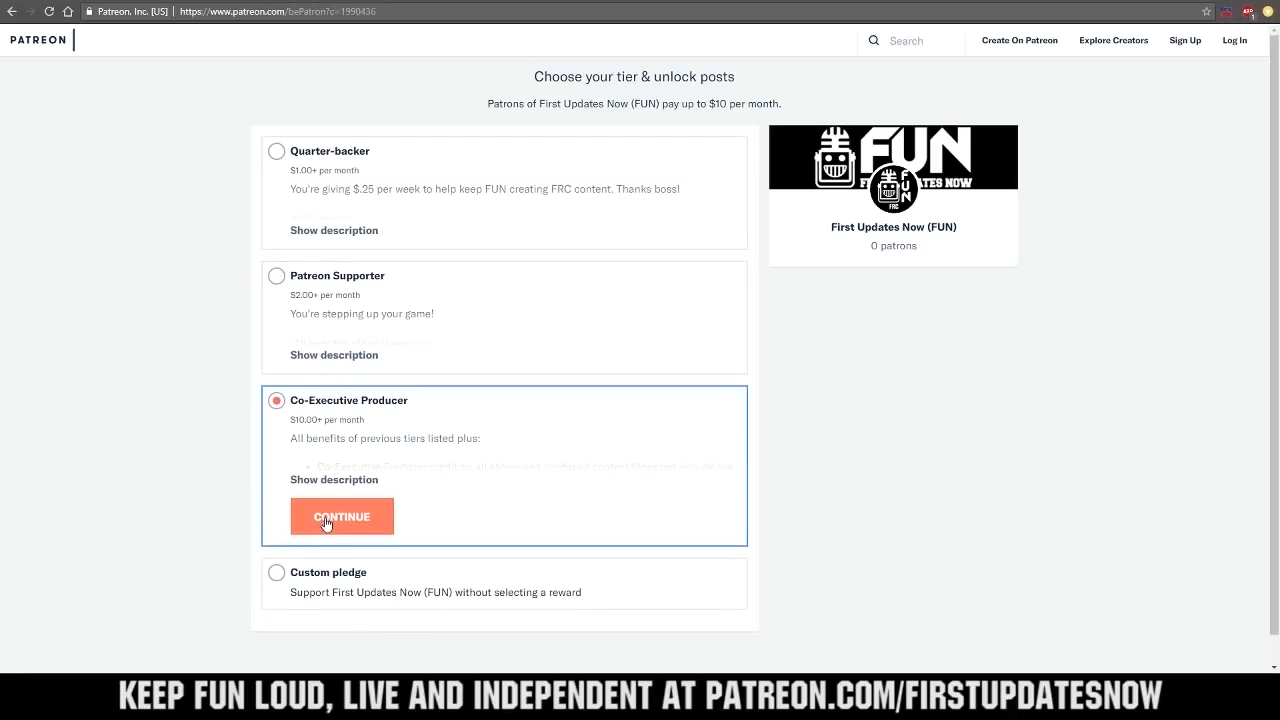 Patreon, Inc. [US] | https://www.patreon.com/bePatron?c=1990436
PATREON
Search
Create On Patreon
Explore Creators
Sign Up
Log In
Choose your tier & unlock posts
Patrons of First Updates Now (FUN) pay up to $10 per month.
Quarter-backer
$1.00+ per month
You're giving $.25 per week to help keep FUN creating FRC content. Thanks boss!
Show description
Patreon Supporter
$2.00+ per month
You're stepping up your game!
Show description
Co-Executive Producer
$10.00+ per month
All benefits of previous tiers listed plus:
Show description
CONTINUE
Custom pledge
Support First Updates Now (FUN) without selecting a reward
FUN
TES NOW
FUN
FRC
First Updates Now (FUN)
0 patrons
KEEP FUN LOUD, LIVE AND INDEPENDENT AT PATREON.COM/FIRSTUPDATESNOW